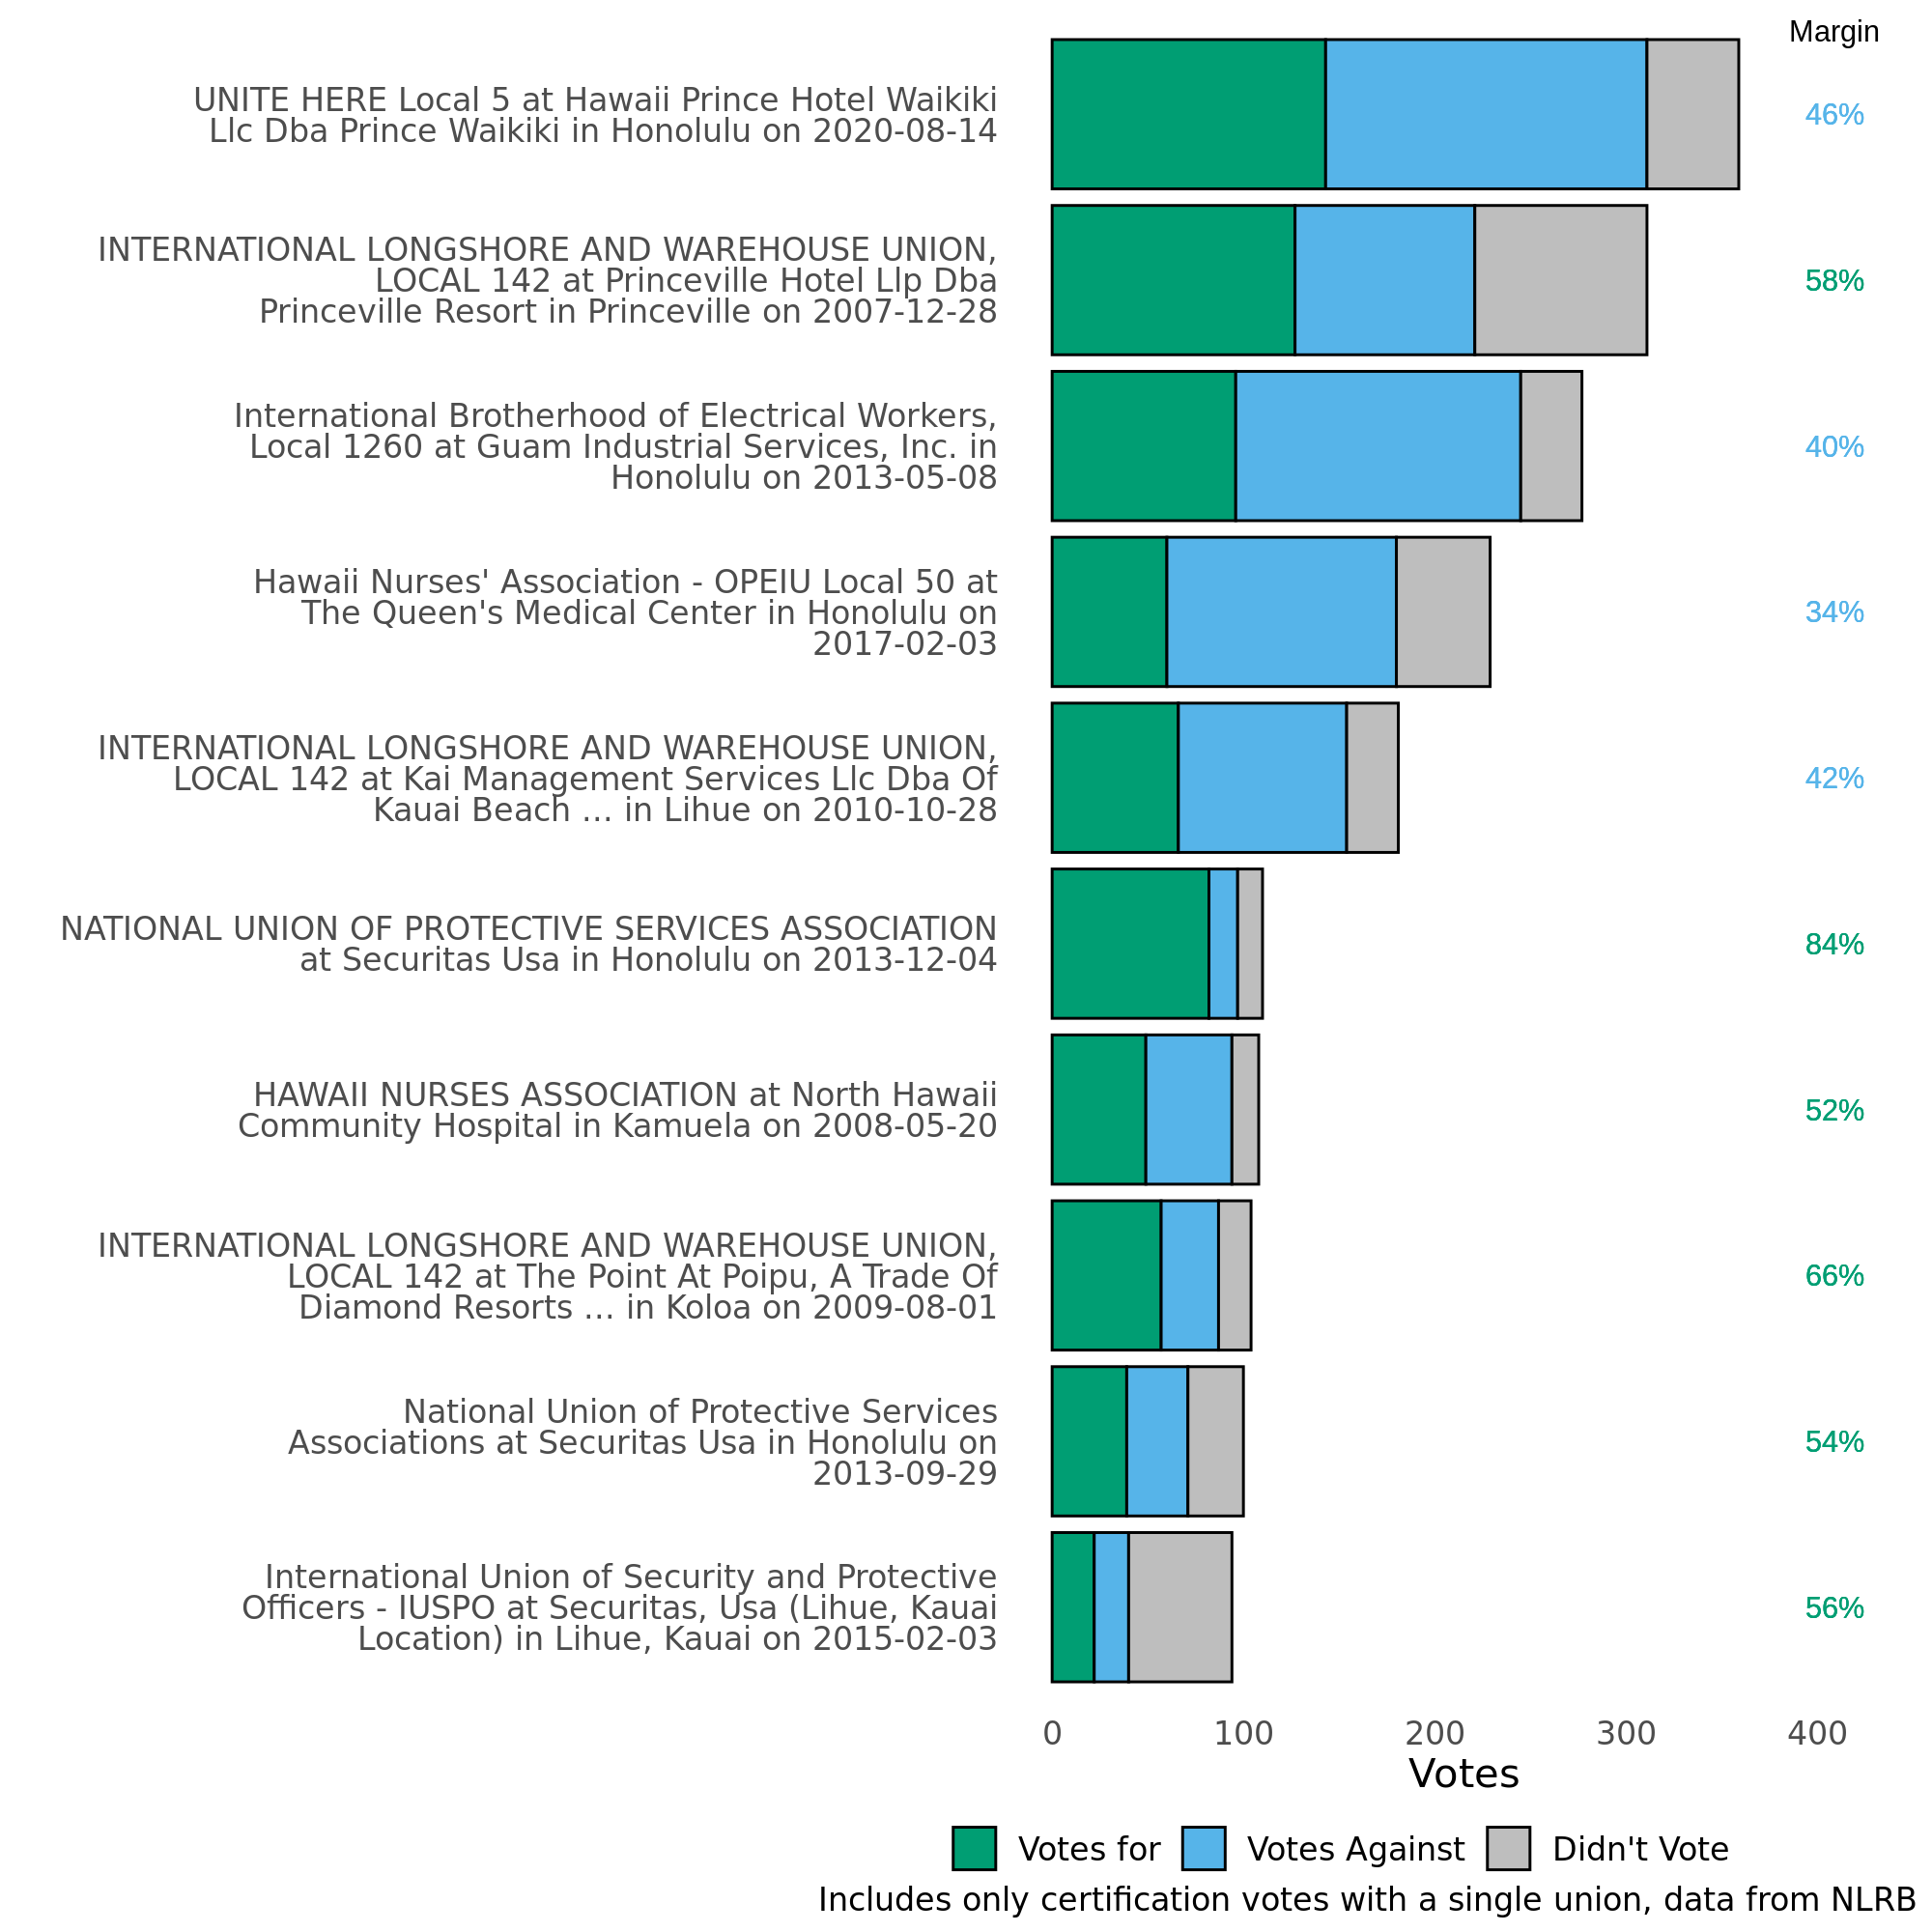 Margin
UNITE HERE Local 5 at Hawaii Prince Hotel Waikiki
Llc Dba Prince Waikiki in Honolulu on 2020-08-14
46%
INTERNATIONAL LONGSHORE AND WAREHOUSE UNION,
LOCAL 142 at Princeville Hotel Llp Dba
Princeville Resort in Princeville on 2007-12-28
58%
International Brotherhood of Electrical Workers,
Local 1260 at Guam Industrial Services, Inc. in
Honolulu on 2013-05-08
40%
Hawaii Nurses' Association - OPEIU Local 50 at
The Queen's Medical Center in Honolulu on
2017-02-03
34%
INTERNATIONAL LONGSHORE AND WAREHOUSE UNION,
LOCAL 142 at Kai Management Services Llc Dba Of
Kauai Beach ... in Lihue on 2010-10-28
42%
NATIONAL UNION OF PROTECTIVE SERVICES ASSOCIATION
at Securitas Usa in Honolulu on 2013-12-04
84%
HAWAII NURSES ASSOCIATION at North Hawaii
Community Hospital in Kamuela on 2008-05-20
52%
INTERNATIONAL LONGSHORE AND WAREHOUSE UNION,
LOCAL 142 at The Point At Poipu, A Trade Of
Diamond Resorts ... in Koloa on 2009-08-01
66%
National Union of Protective Services
Associations at Securitas Usa in Honolulu on
2013-09-29
54%
International Union of Security and Protective
Officers - IUSPO at Securitas, Usa (Lihue, Kauai
Location) in Lihue, Kauai on 2015-02-03
56%
0 100 200 300 400
Votes
Votes for Votes Against Didn't Vote
Includes only certification votes with a single union, data from NLRB